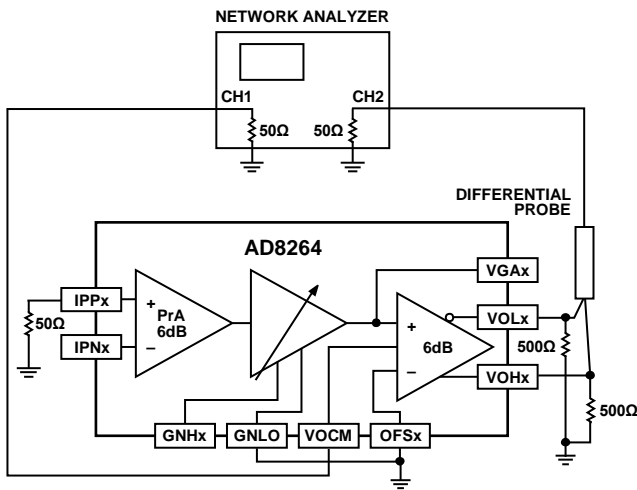 NETWORK ANALYZER
CH1
CH2
50Ω
50Ω
DIFFERENTIAL
PROBE
AD8264
VGAx
IPPx
+
PrA
6dB
–
50Ω
IPNx
+
6dB
–
VOLx
500Ω
VOHx
500Ω
GNHx
GNLO
VOCM
OFSx